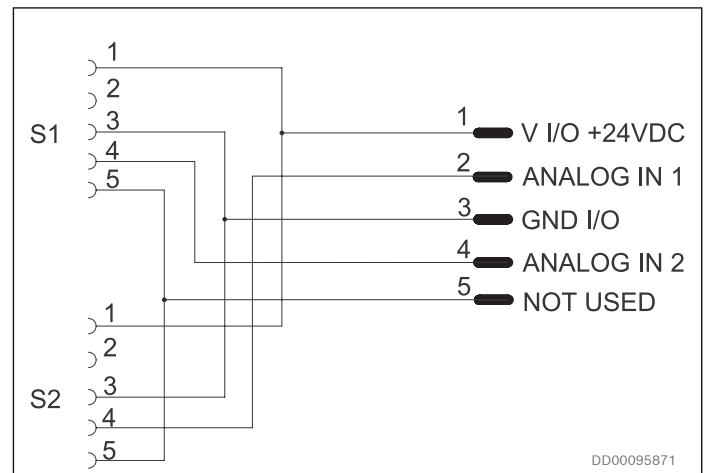 S1
1
2
3
4
5
S2
1
2
3
4
5
1 V I/O +24VDC
2 ANALOG IN 1
3 GND I/O
4 ANALOG IN 2
5 NOT USED
DD00095871